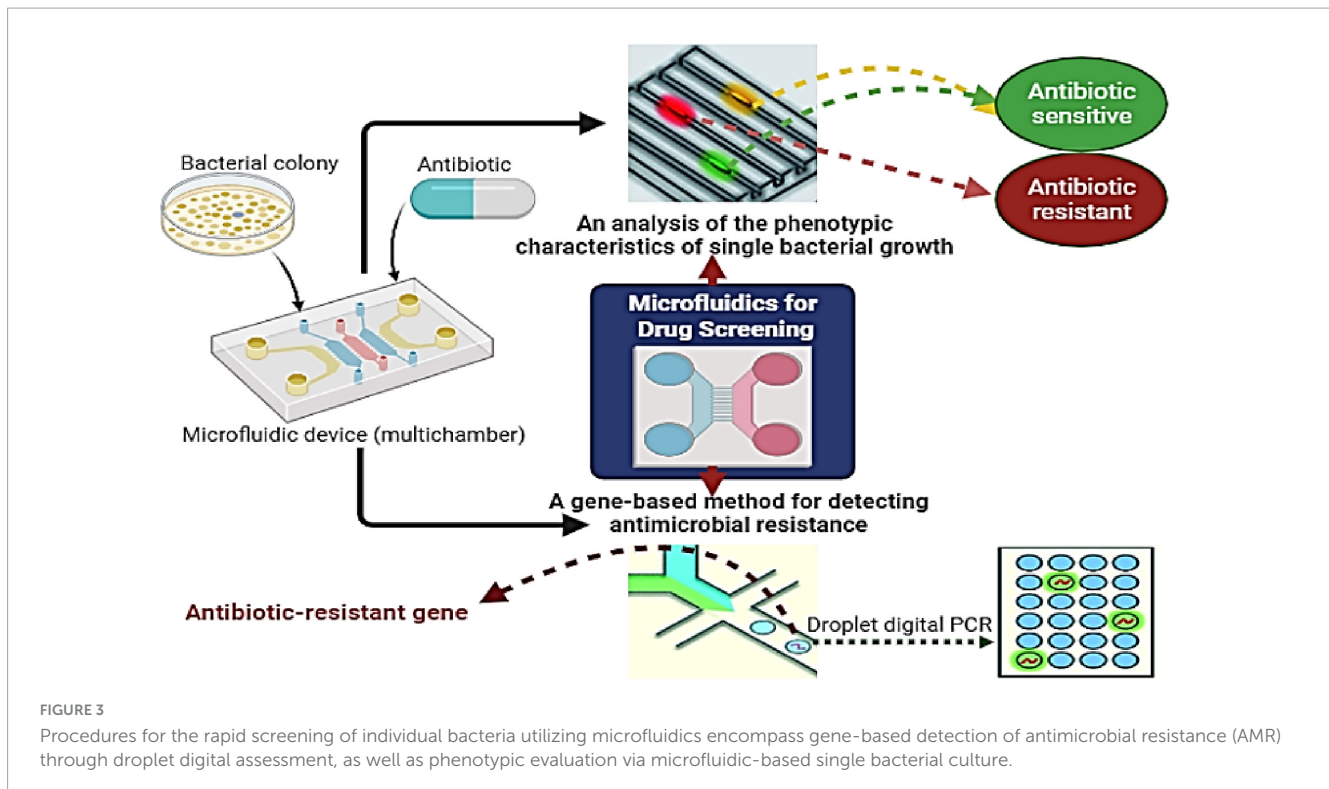 Antibiotic
sensitive
Bacterial colony
Antibiotic
Antibiotic
resistant
An analysis of the phenotypic
characteristics of single bacterial growth
Microfluidics for
Drug Screening
Microfluidic device (multichamber)
A gene-based method for detecting
antimicrobial resistance
Antibiotic-resistant gene
Droplet digital PCR
FIGURE 3
Procedures for the rapid screening of individual bacteria utilizing microfluidics encompass gene-based detection of antimicrobial resistance (AMR)
through droplet digital assessment, as well as phenotypic evaluation via microfluidic-based single bacterial culture.